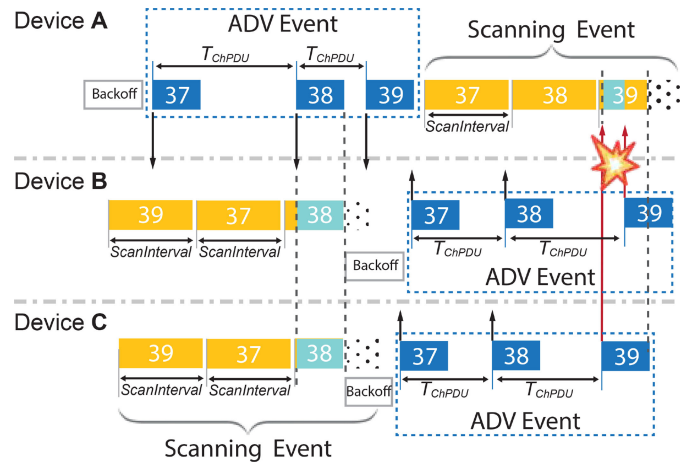 Device A
ADV Event
Scanning Event
T_ChPDU
T_ChPDU
Backoff
37
38
39
37
38
39
ScanInterval
Device B
39
37
38
37
38
39
ScanInterval
ScanInterval
T_ChPDU
T_ChPDU
Backoff
ADV Event
Device C
39
37
38
37
38
39
ScanInterval
ScanInterval
Backoff
T_ChPDU
T_ChPDU
ADV Event
Scanning Event